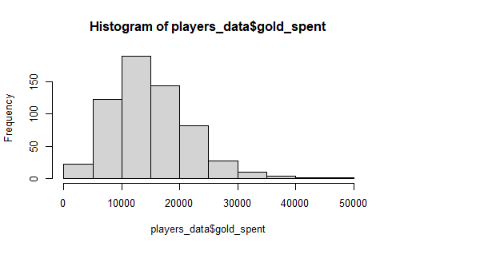 Histogram of players_data$gold_spent
Frequency
150
100
50
0
0 10000 20000 30000 40000 50000
players_data$gold_spent